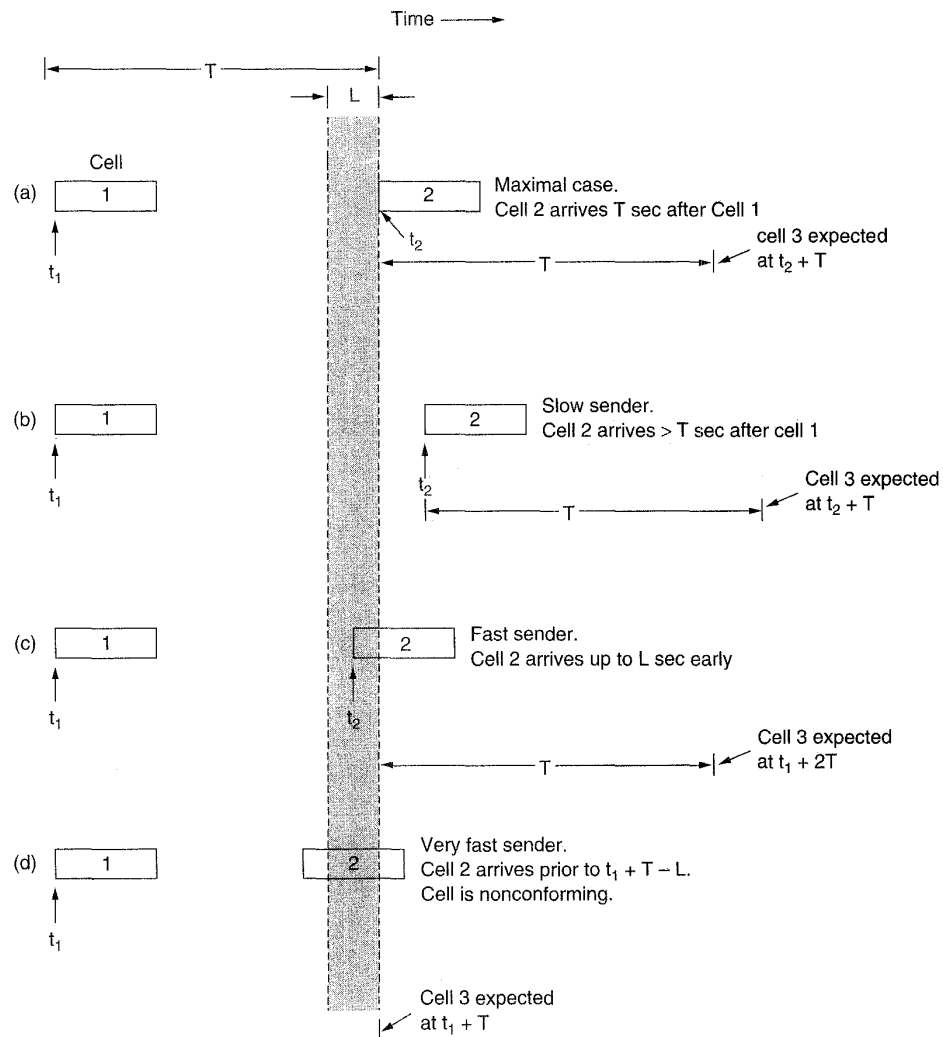 Time
T
L
Cell
(a)
1
2
Maximal case.
Cell 2 arrives T sec after Cell 1
t1
t2
T
cell 3 expected
at t2 + T
(b)
1
2
Slow sender.
Cell 2 arrives > T sec after cell 1
t1
t2
T
Cell 3 expected
at t2 + T
(c)
1
2
Fast sender.
Cell 2 arrives up to L sec early
t1
t2
T
Cell 3 expected
at t1 + 2T
(d)
1
2
Very fast sender.
Cell 2 arrives prior to t1 + T – L.
Cell is nonconforming.
t1
Cell 3 expected
at t1 + T